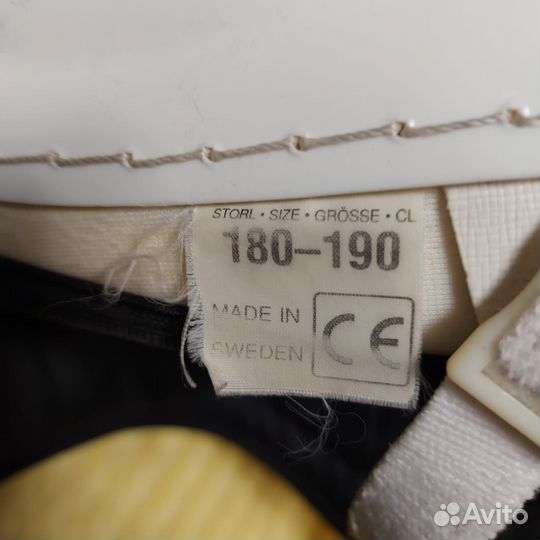 STORL • SIZE • GRÖSSE • CL
180–190
MADE IN
SWEDEN
CE
Avito